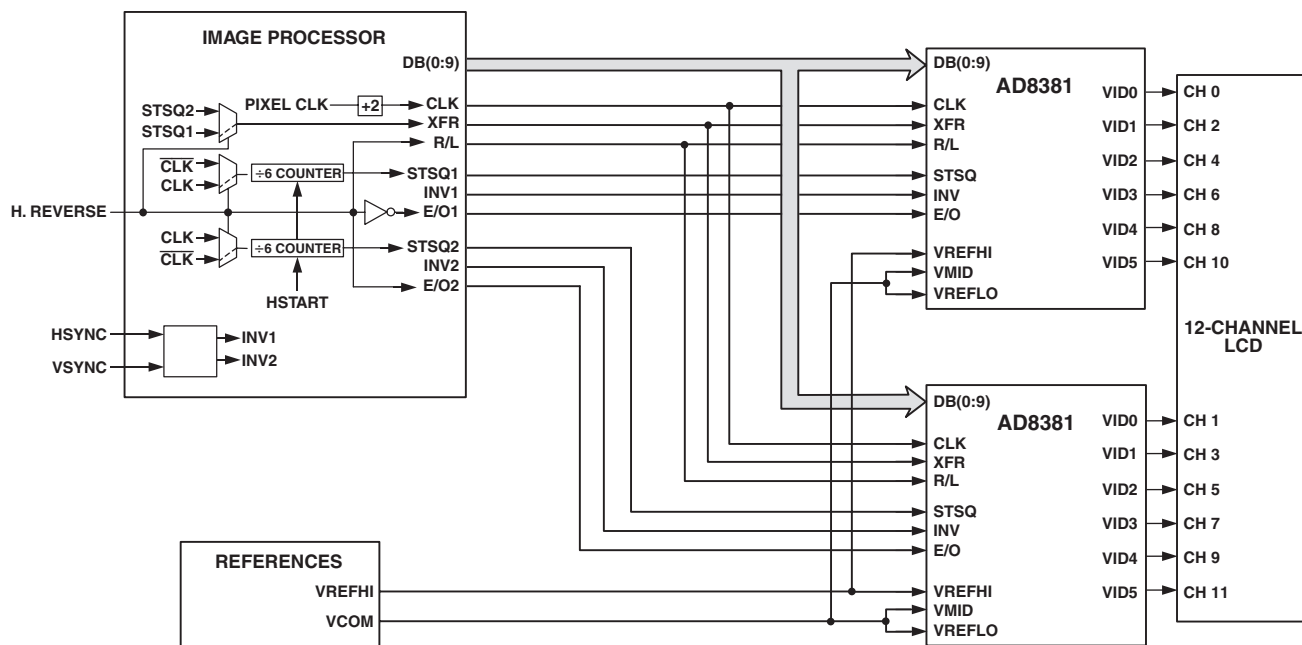 IMAGE PROCESSOR
DB(0:9)
PIXEL CLK
÷2
CLK
STSQ2
STSQ1
XFR
R/L
CLK
CLK
÷6 COUNTER
STSQ1
INV1
H. REVERSE
E/O1
CLK
CLK
÷6 COUNTER
STSQ2
INV2
E/O2
HSTART
HSYNC
VSYNC
INV1
INV2
REFERENCES
VREFHI
VCOM
DB(0:9)
AD8381
CLK
XFR
R/L
STSQ
INV
E/O
VREFHI
VMID
VREFLO
VID0
VID1
VID2
VID3
VID4
VID5
DB(0:9)
AD8381
CLK
XFR
R/L
STSQ
INV
E/O
VREFHI
VMID
VREFLO
VID0
VID1
VID2
VID3
VID4
VID5
CH 0
CH 2
CH 4
CH 6
CH 8
CH 10
12-CHANNEL
LCD
CH 1
CH 3
CH 5
CH 7
CH 9
CH 11